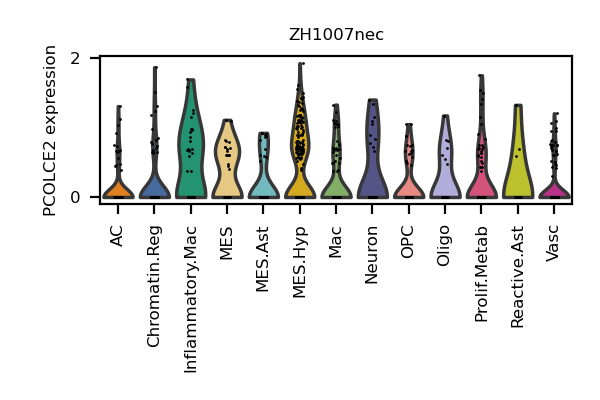 ZH1007nec
PCOLCE2 expression
2
0
AC
Chromatin.Reg
Inflammatory.Mac
MES
MES.Ast
MES.Hyp
Mac
Neuron
OPC
Oligo
Prolif.Metab
Reactive.Ast
Vasc